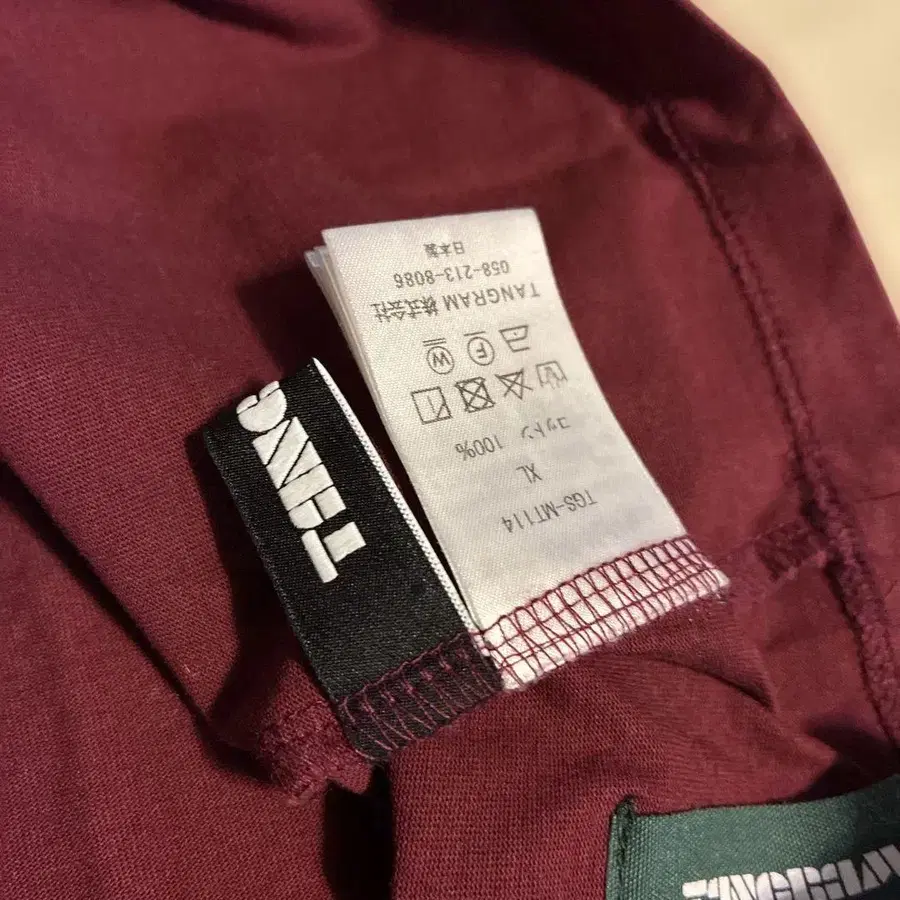 TGS-MT114
XL
コットン 100%
W
F
TANGRAM 株式会社
058-213-8086
日本製
TANG